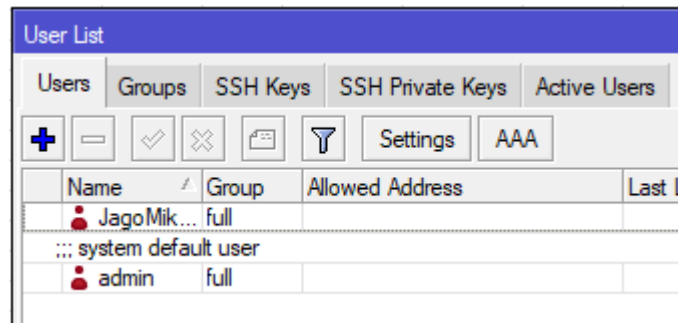 User List
Users Groups SSH Keys SSH Private Keys Active Users
Settings AAA
Name Group Allowed Address Last L
JagoMik... full
;;; system default user
admin full